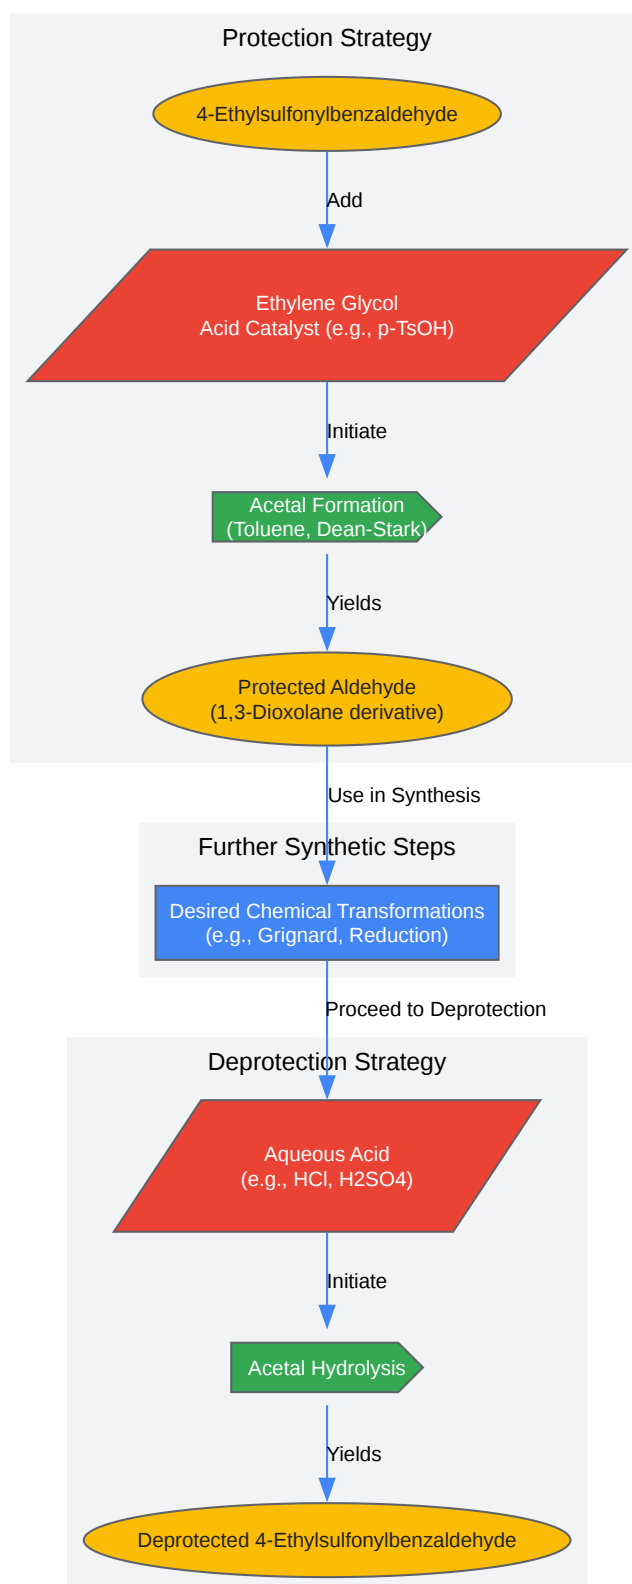 Protection Strategy
4-Ethylsulfonylbenzaldehyde
Add
Ethylene Glycol
Acid Catalyst (e.g., p-TsOH)
Initiate
Acetal Formation
(Toluene, Dean-Stark)
Yields
Protected Aldehyde
(1,3-Dioxolane derivative)
Use in Synthesis
Further Synthetic Steps
Desired Chemical Transformations
(e.g., Grignard, Reduction)
Proceed to Deprotection
Deprotection Strategy
Aqueous Acid
(e.g., HCl, H2SO4)
Initiate
Acetal Hydrolysis
Yields
Deprotected 4-Ethylsulfonylbenzaldehyde